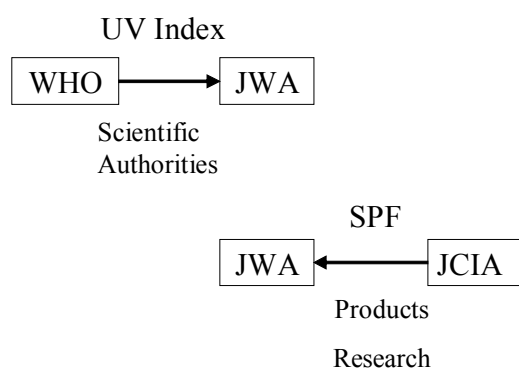 UV Index
WHO
JWA
Scientific
Authorities
SPF
JWA
JCIA
Products
Research